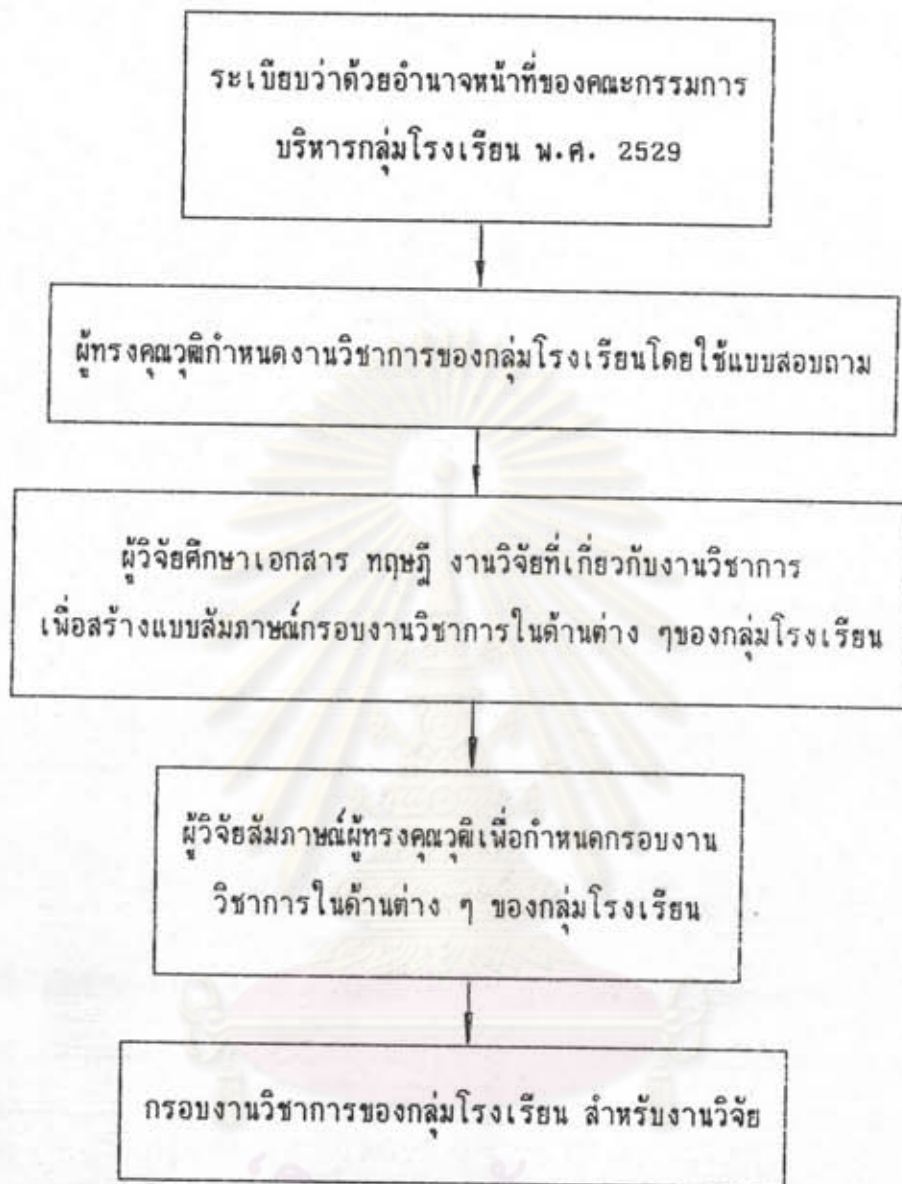 ระเบียบว่าด้วยอำนาจหน้าที่ของคณะกรรมการ
บริหารกลุ่มโรงเรียน พ.ศ. 2529
ผู้ทรงคุณวุฒิกำหนดงานวิชาการของกลุ่มโรงเรียนโดยใช้แบบสอบถาม
ผู้วิจัยศึกษาเอกสาร ทฤษฎี งานวิจัยที่เกี่ยวกับงานวิชาการ
เพื่อสร้างแบบสัมภาษณ์กรอบงานวิชาการในด้านต่าง ๆของกลุ่มโรงเรียน
ผู้วิจัยสัมภาษณ์ผู้ทรงคุณวุฒิเพื่อกำหนดกรอบงาน
วิชาการในด้านต่าง ๆ ของกลุ่มโรงเรียน
กรอบงานวิชาการของกลุ่มโรงเรียน สำหรับงานวิจัย